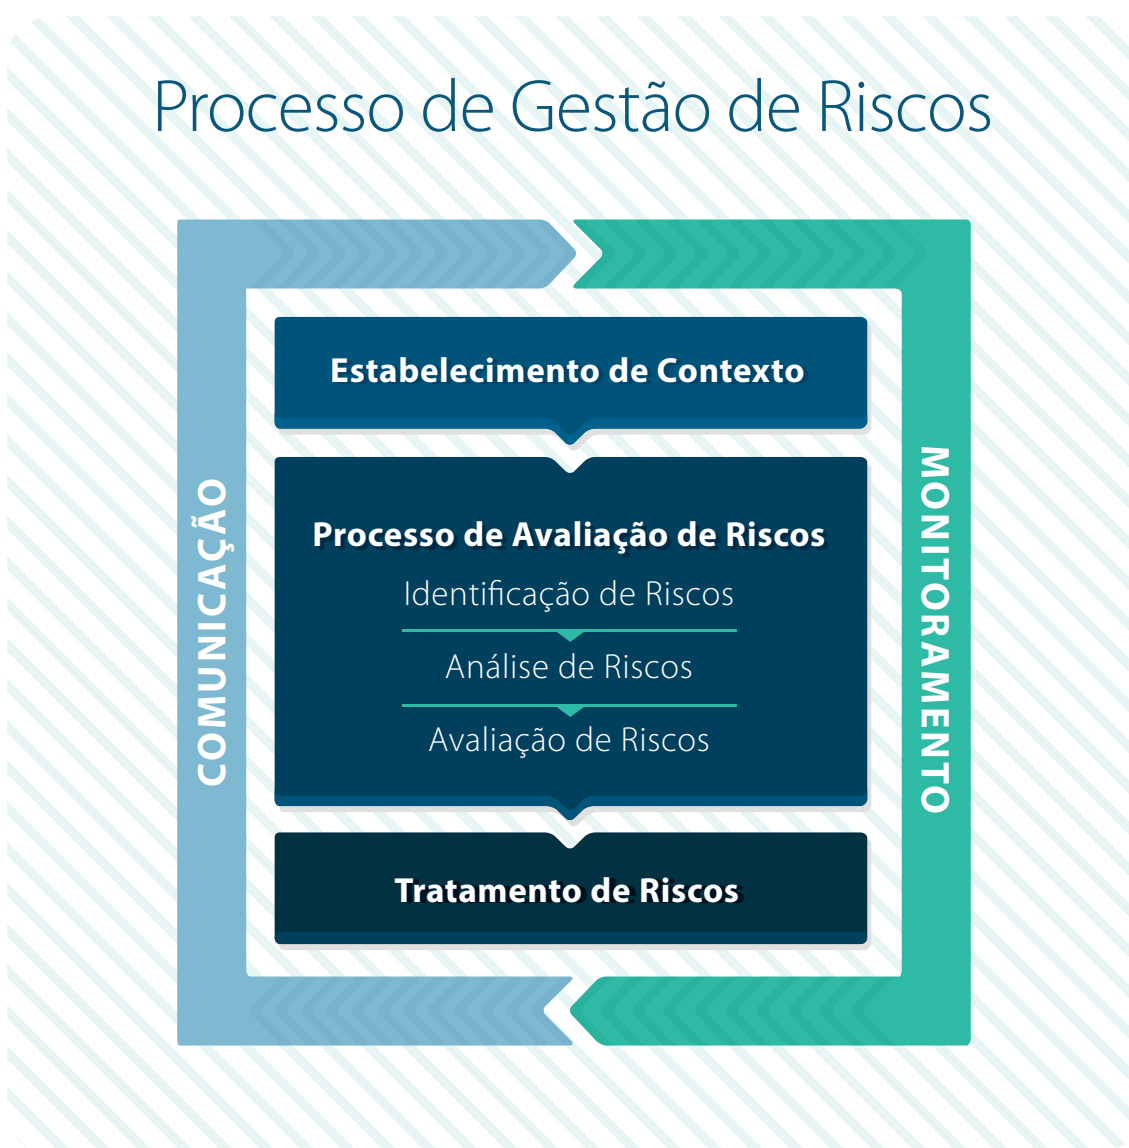 Processo de Gestão de Riscos
Estabelecimento de Contexto
COMUNICAÇÃO
MONITORAMENTO
Processo de Avaliação de Riscos
Identificação de Riscos
Análise de Riscos
Avaliação de Riscos
Tratamento de Riscos